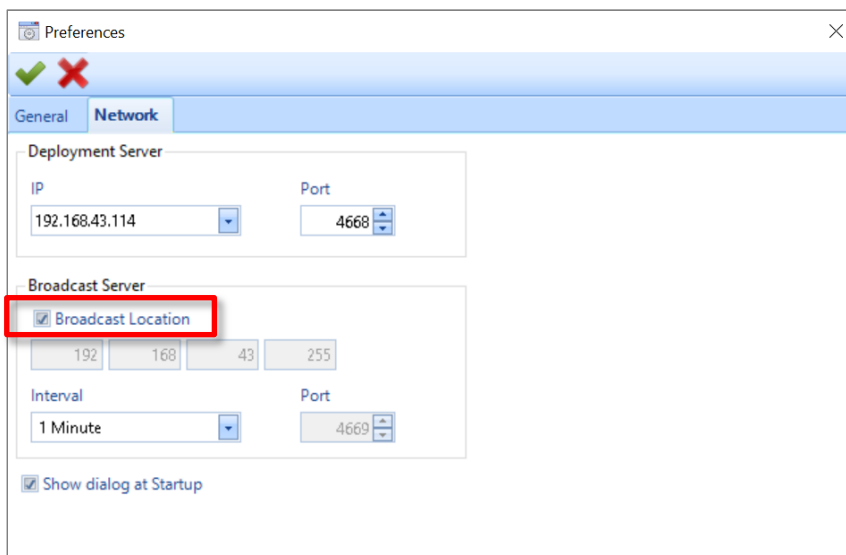 Preferences
General Network
Deployment Server
IP Port
192.168.43.114 4668
Broadcast Server
Broadcast Location
192 168 43 255
Interval Port
1 Minute 4669
Show dialog at Startup